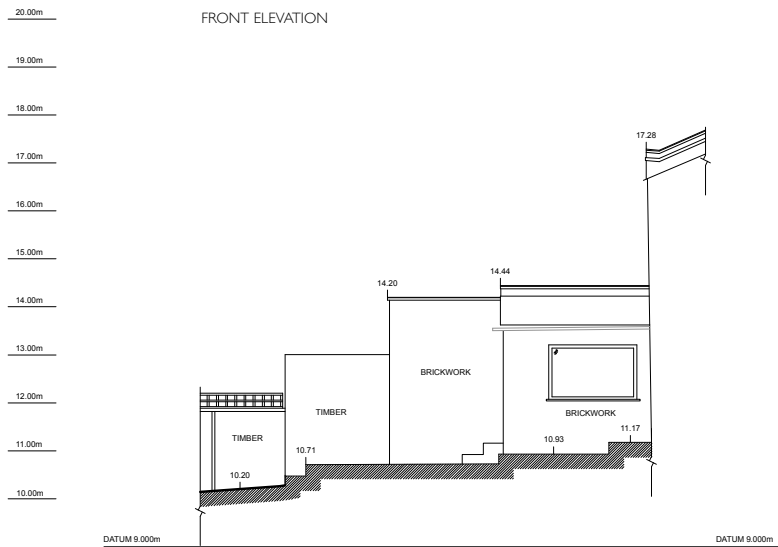 FRONT ELEVATION
20.00m
19.00m
18.00m
17.00m
16.00m
15.00m
14.00m
13.00m
12.00m
11.00m
10.00m
17.28
14.44
14.20
BRICKWORK
TIMBER
BRICKWORK
TIMBER
11.17
10.93
10.71
10.20
DATUM 9.000m
DATUM 9.000m